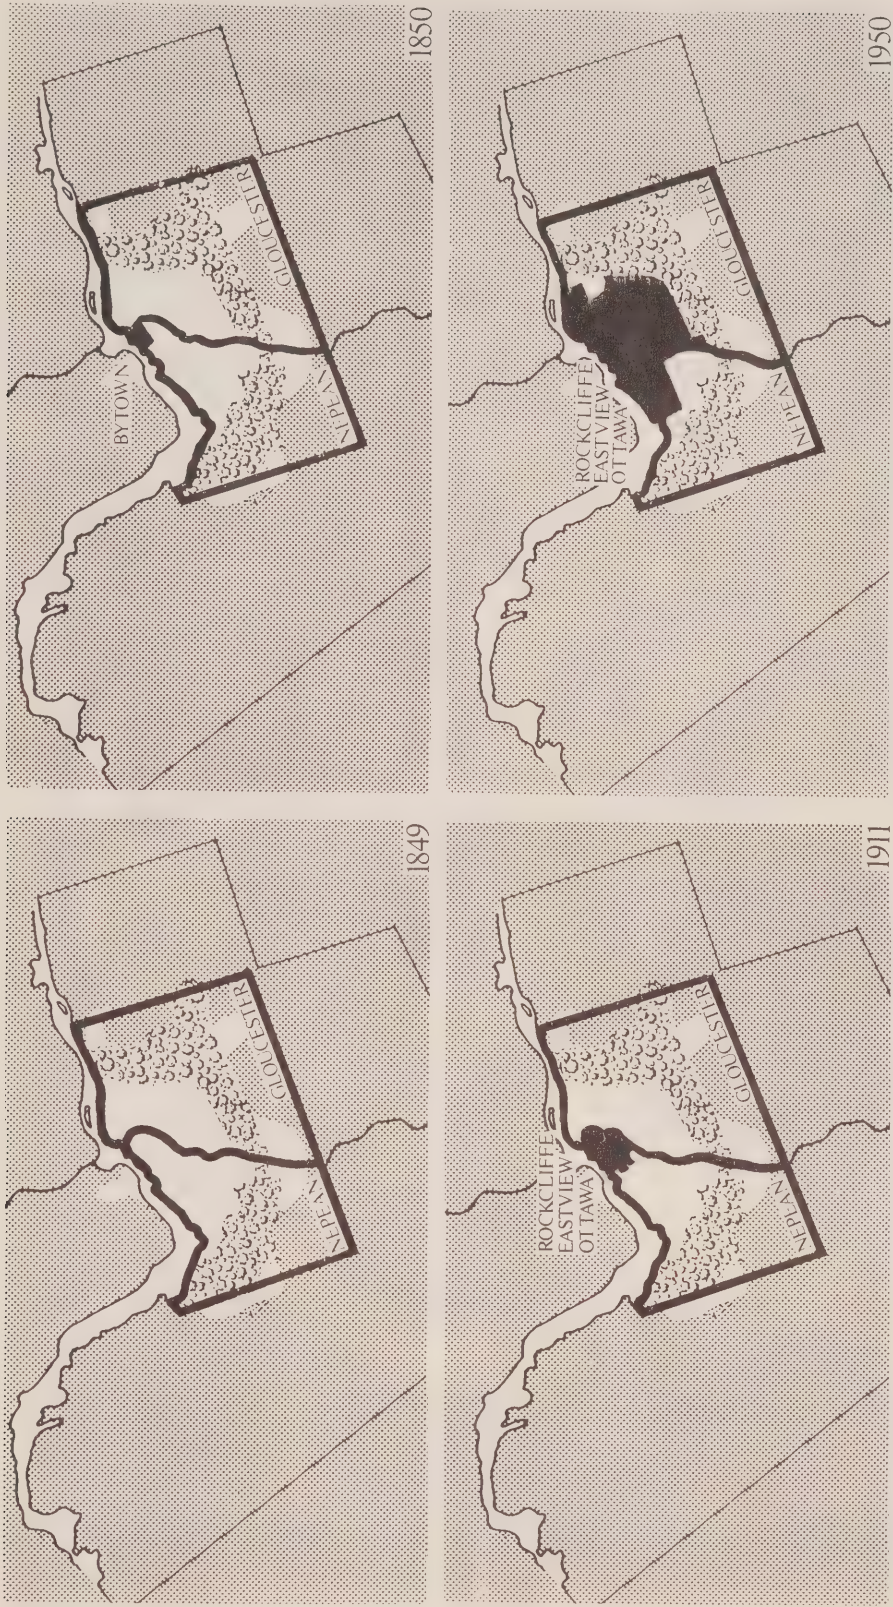 NEPEAN
GLOUCESTER
1849
BYTOWN
NEPEAN
GLOUCESTER
1850
ROCKCLIFFE
EASTVIEW
OTTAWA
NEPEAN
GLOUCESTER
1911
ROCKCLIFFE
EASTVIEW
OTTAWA
NEPEAN
GLOUCESTER
1950